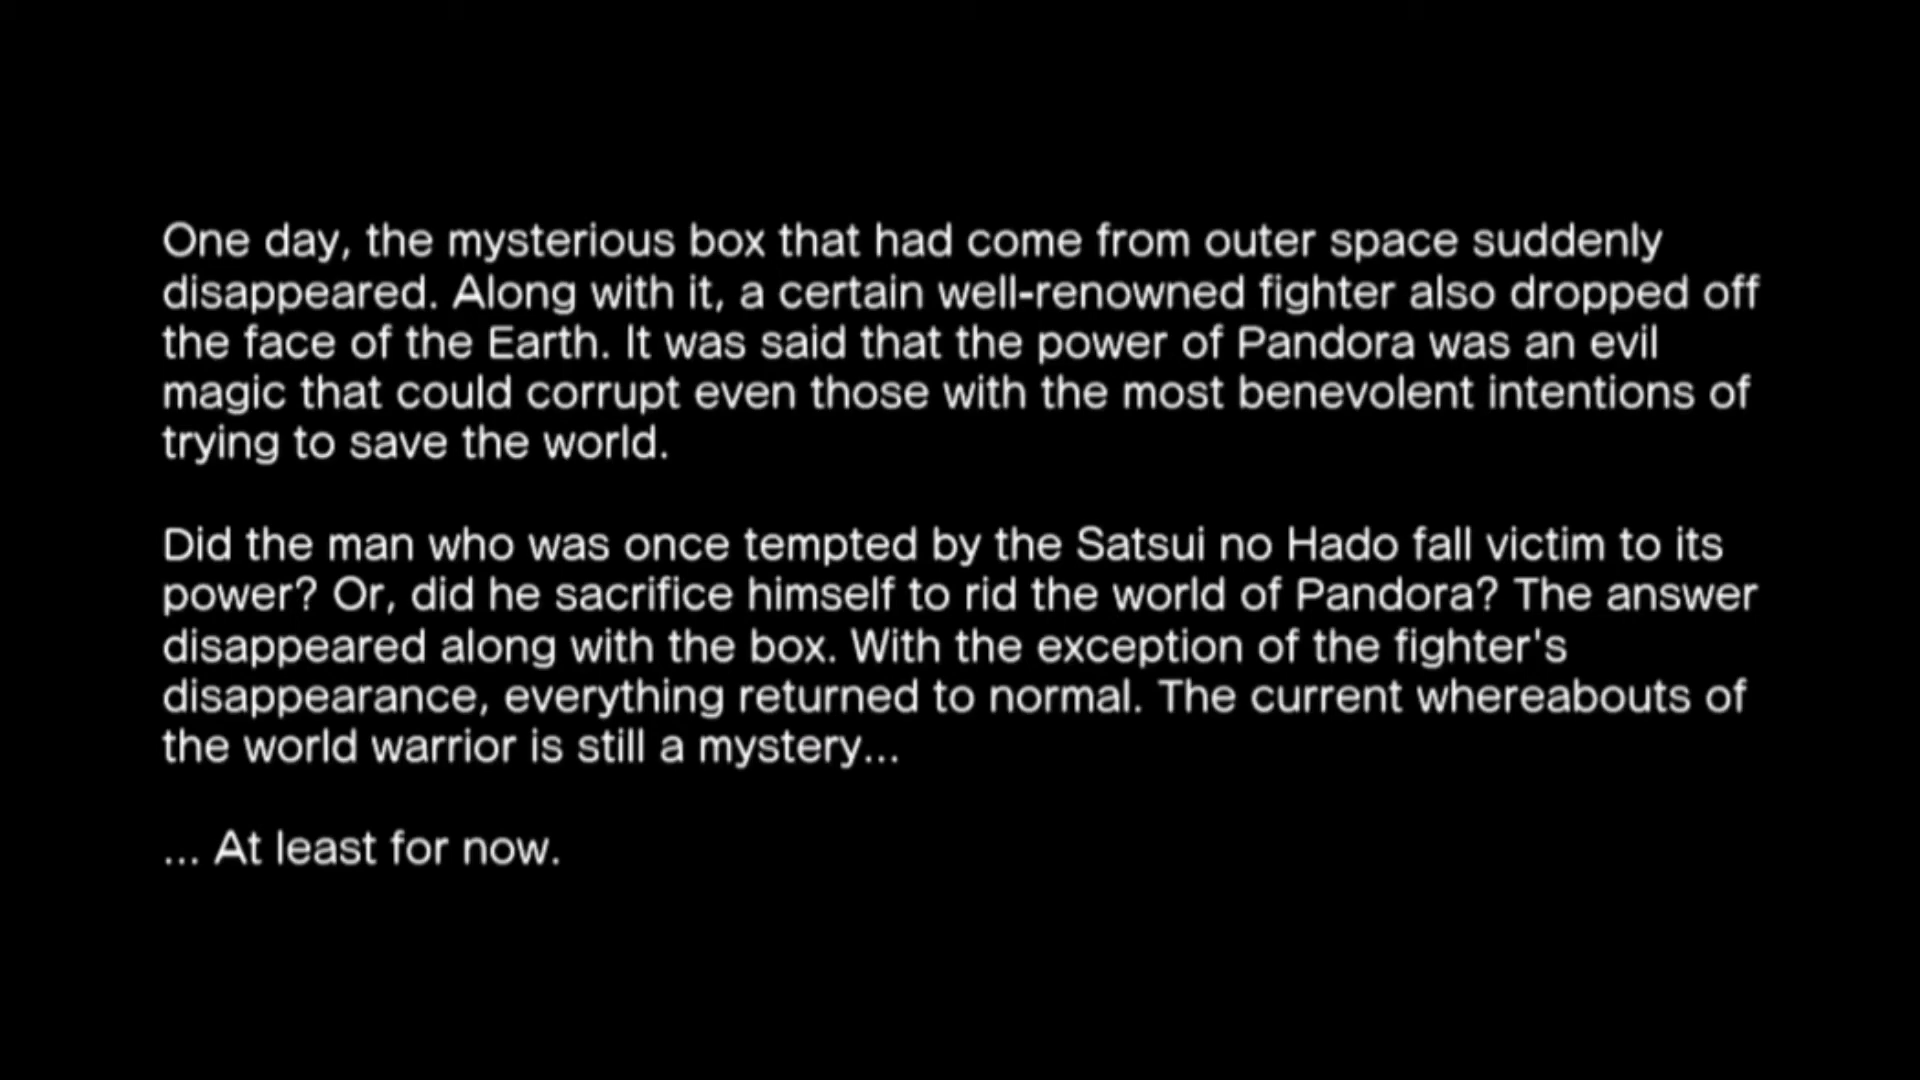 One day, the mysterious box that had come from outer space suddenly
disappeared. Along with it, a certain well-renowned fighter also dropped off
the face of the Earth. It was said that the power of Pandora was an evil
magic that could corrupt even those with the most benevolent intentions of
trying to save the world.
Did the man who was once tempted by the Satsui no Hado fall victim to its
power? Or, did he sacrifice himself to rid the world of Pandora? The answer
disappeared along with the box. With the exception of the fighter's
disappearance, everything returned to normal. The current whereabouts of
the world warrior is still a mystery...
... At least for now.